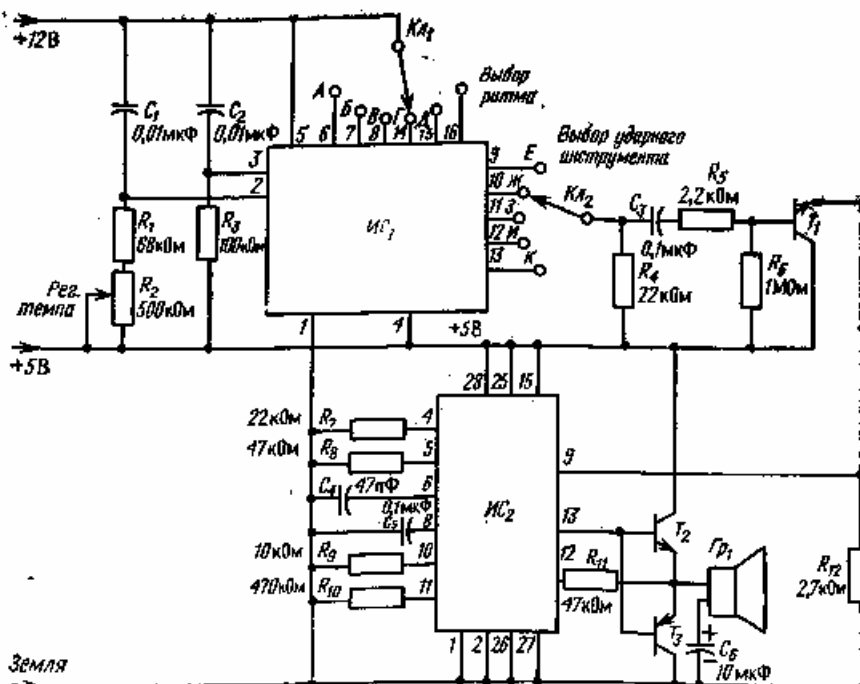 +12В
C₁
0,01мкФ
C₂
0,01мкФ
Кл₁
Выбор
ритма
А
Б
В
Г
Д
5
6
7
8
14
15
16
3
2
ИС₁
9
10
11
12
13
Е
Ж
З
И
К
Выбор ударного
инструмента
Кл₂
C₃
0,1мкФ
R₅
2,2кОм
T₁
R₁
68кОм
R₂
500кОм
R₃
100кОм
Рег.
темпа
R₄
22кОм
R₆
1МОм
1
4
+5В
+5В
28
25
15
22кОм
R₇
4
47кОм
R₈
5
C₄
47пФ
6
0,1мкФ
C₅
8
10кОм
R₉
10
470кОм
R₁₀
11
ИС₂
9
13
12
R₁₁
47кОм
T₂
T₃
Гр₁
+
−
C₆
10мкФ
R₁₂
2,7кОм
1
2
26
27
Земля